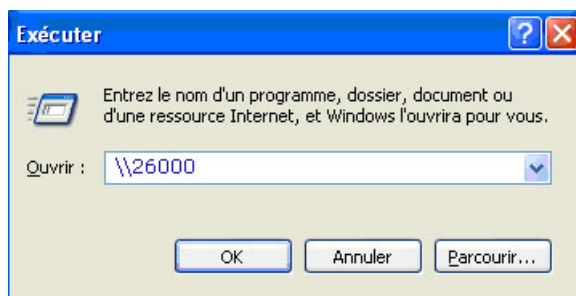 Exécuter
Entrez le nom d'un programme, dossier, document ou
d'une ressource Internet, et Windows l'ouvrira pour vous.
Ouvrir : \\26000
OK Annuler Parcourir...